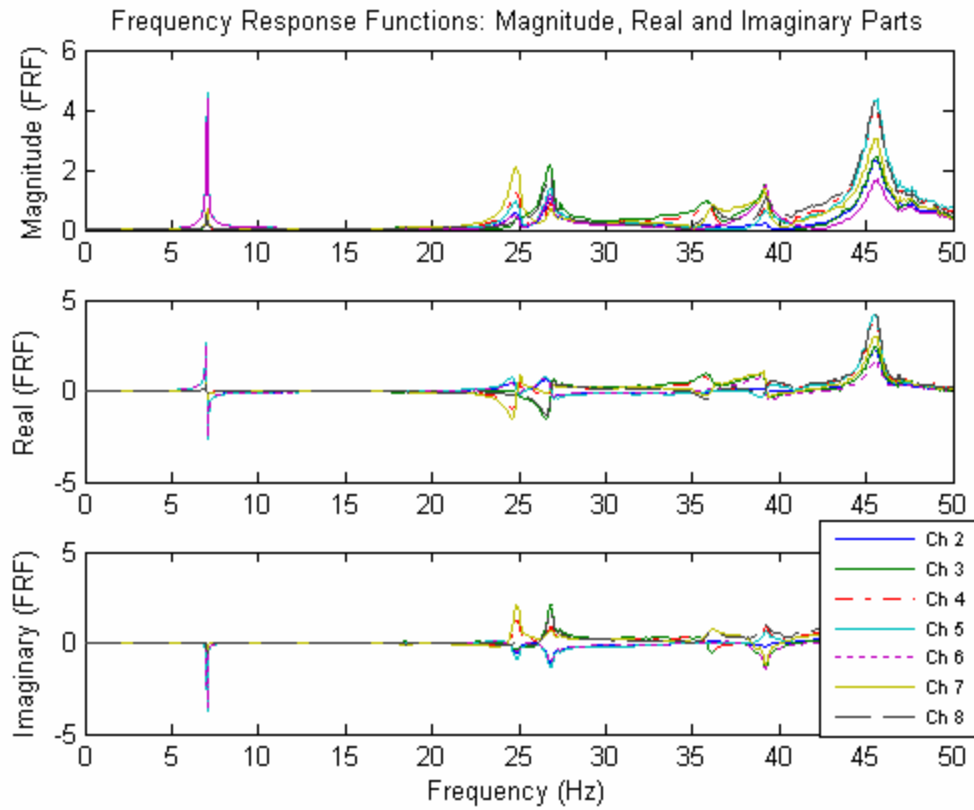 Frequency Response Functions: Magnitude, Real and Imaginary Parts
Magnitude (FRF)
6
4
2
0
0 5 10 15 20 25 30 35 40 45 50
Real (FRF)
5
0
-5
0 5 10 15 20 25 30 35 40 45 50
Imaginary (FRF)
5
0
-5
0 5 10 15 20 25 30 35 40 45 50
Frequency (Hz)
Ch 2
Ch 3
Ch 4
Ch 5
Ch 6
Ch 7
Ch 8